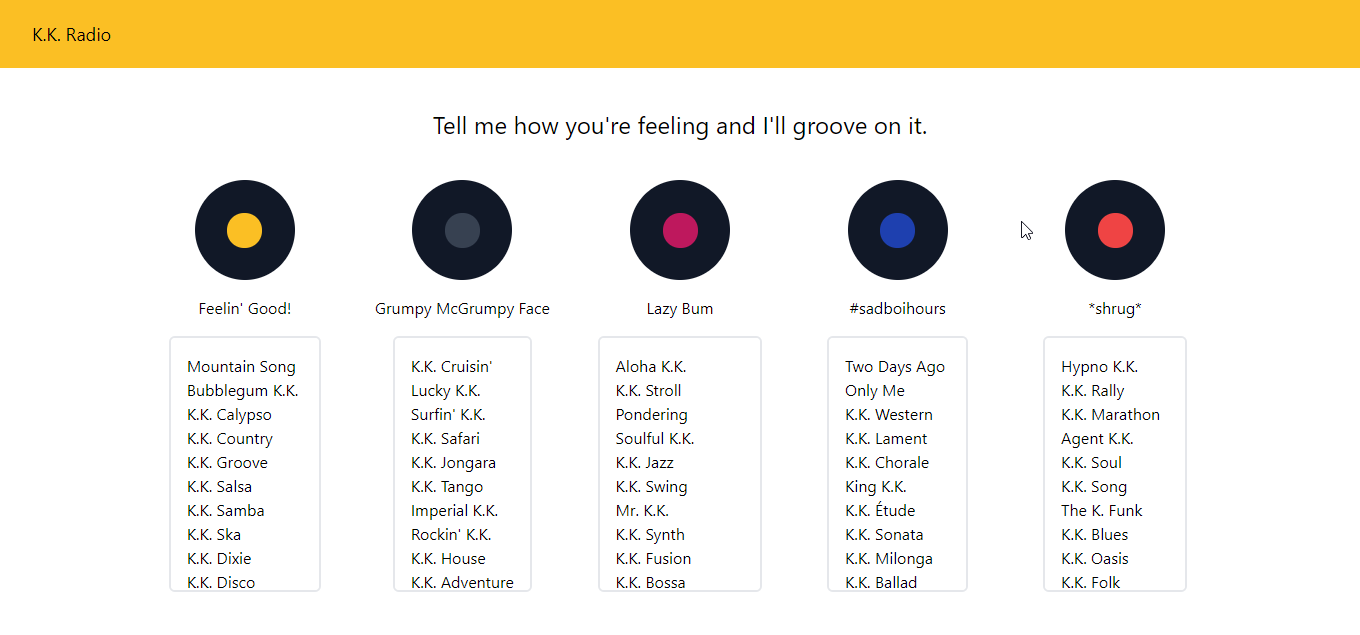 K.K. Radio
Tell me how you're feeling and I'll groove on it.
Feelin' Good!
Mountain Song
Bubblegum K.K.
K.K. Calypso
K.K. Country
K.K. Groove
K.K. Salsa
K.K. Samba
K.K. Ska
K.K. Dixie
K.K. Disco
Grumpy McGrumpy Face
K.K. Cruisin'
Lucky K.K.
Surfin' K.K.
K.K. Safari
K.K. Jongara
K.K. Tango
Imperial K.K.
Rockin' K.K.
K.K. House
K.K. Adventure
Lazy Bum
Aloha K.K.
K.K. Stroll
Pondering
Soulful K.K.
K.K. Jazz
K.K. Swing
Mr. K.K.
K.K. Synth
K.K. Fusion
K.K. Bossa
#sadboihours
Two Days Ago
Only Me
K.K. Western
K.K. Lament
K.K. Chorale
King K.K.
K.K. Étude
K.K. Sonata
K.K. Milonga
K.K. Ballad
*shrug*
Hypno K.K.
K.K. Rally
K.K. Marathon
Agent K.K.
K.K. Soul
K.K. Song
The K. Funk
K.K. Blues
K.K. Oasis
K.K. Folk